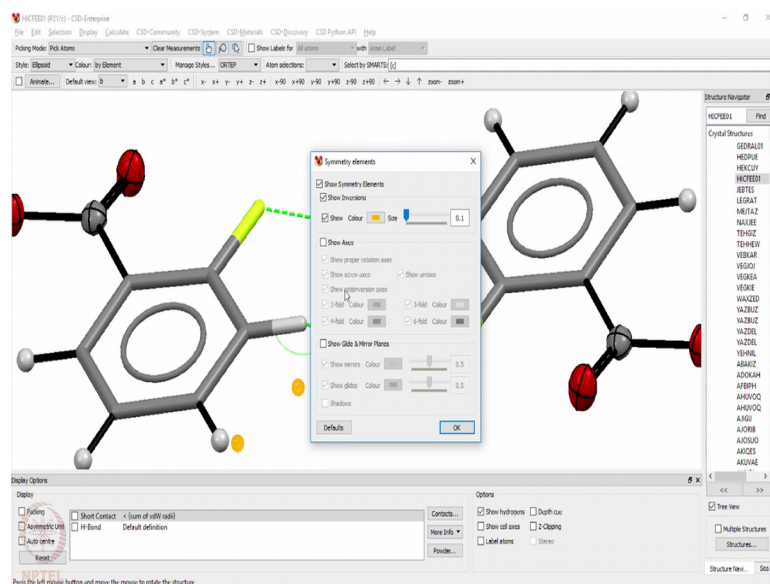 HICFEE01 (P21/c) - CSD-Enterprise
File Edit Selection Display Calculate CSD-Community CSD-System CSD-Materials CSD-Discovery CSD Python API Help
Picking Mode: Pick Atoms Clear Measurements Show Labels for All atoms with Atom Label
Style: Ellipsoid Colour: by Element Manage Styles... ORTEP Atom selections: Select by SMARTS: [c]
Animate... Default view: b a b c a* b* c* x- x+ y- y+ z- z+ x-90 x+90 y-90 y+90 z-90 z+90 ← → ↓ ↑ zoom- zoom+
Structure Navigator
HICFEE01 Find
Crystal Structures
GEDRAL01
HEDPUE
HEKCUY
HICFEE01
JEBTES
LEGRAT
MEJTAZ
NAXJEE
TEHGIZ
TEHHEW
VEBKAR
VEGJOJ
VEGKEA
VEGKIE
WAXZED
YAZBUZ
YAZBUZ
YAZDEL
YAZDEL
YEHNIL
ABAKIZ
ADOKAH
AFBIPH
AHUVOQ
AHUVOQ
AJIGIJ
AJORIB
AJOSUO
AKIQES
AKUVAE
<< >>
Tree View
Multiple Structures
Structures...
Structure Navi... Sea
Symmetry elements
Show Symmetry Elements
Show Inversions
Show Colour Size 0.1
Show Axes
Show proper rotation axes
Show screw axes Show arrows
Show rotoinversion axes
2-fold Colour 3-fold Colour
4-fold Colour 6-fold Colour
Show Glide & Mirror Planes
Show mirrors Colour 0.5
Show glides Colour 0.5
Shadows
Defaults OK
Display Options
Display Options
Packing Short Contact < (sum of vdW radii) Contacts... Show hydrogens Depth cue
Asymmetric Unit H-Bond Default definition More Info Show cell axes Z-Clipping
Auto centre Powder... Label atoms Stereo
Reset
NPTEL
Press the left mouse button and move the mouse to rotate the structure